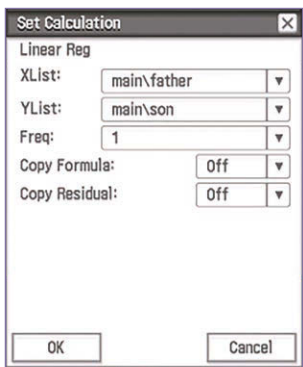 Set Calculation
Linear Reg
XList: main\father
YList: main\son
Freq: 1
Copy Formula: Off
Copy Residual: Off
OK Cancel